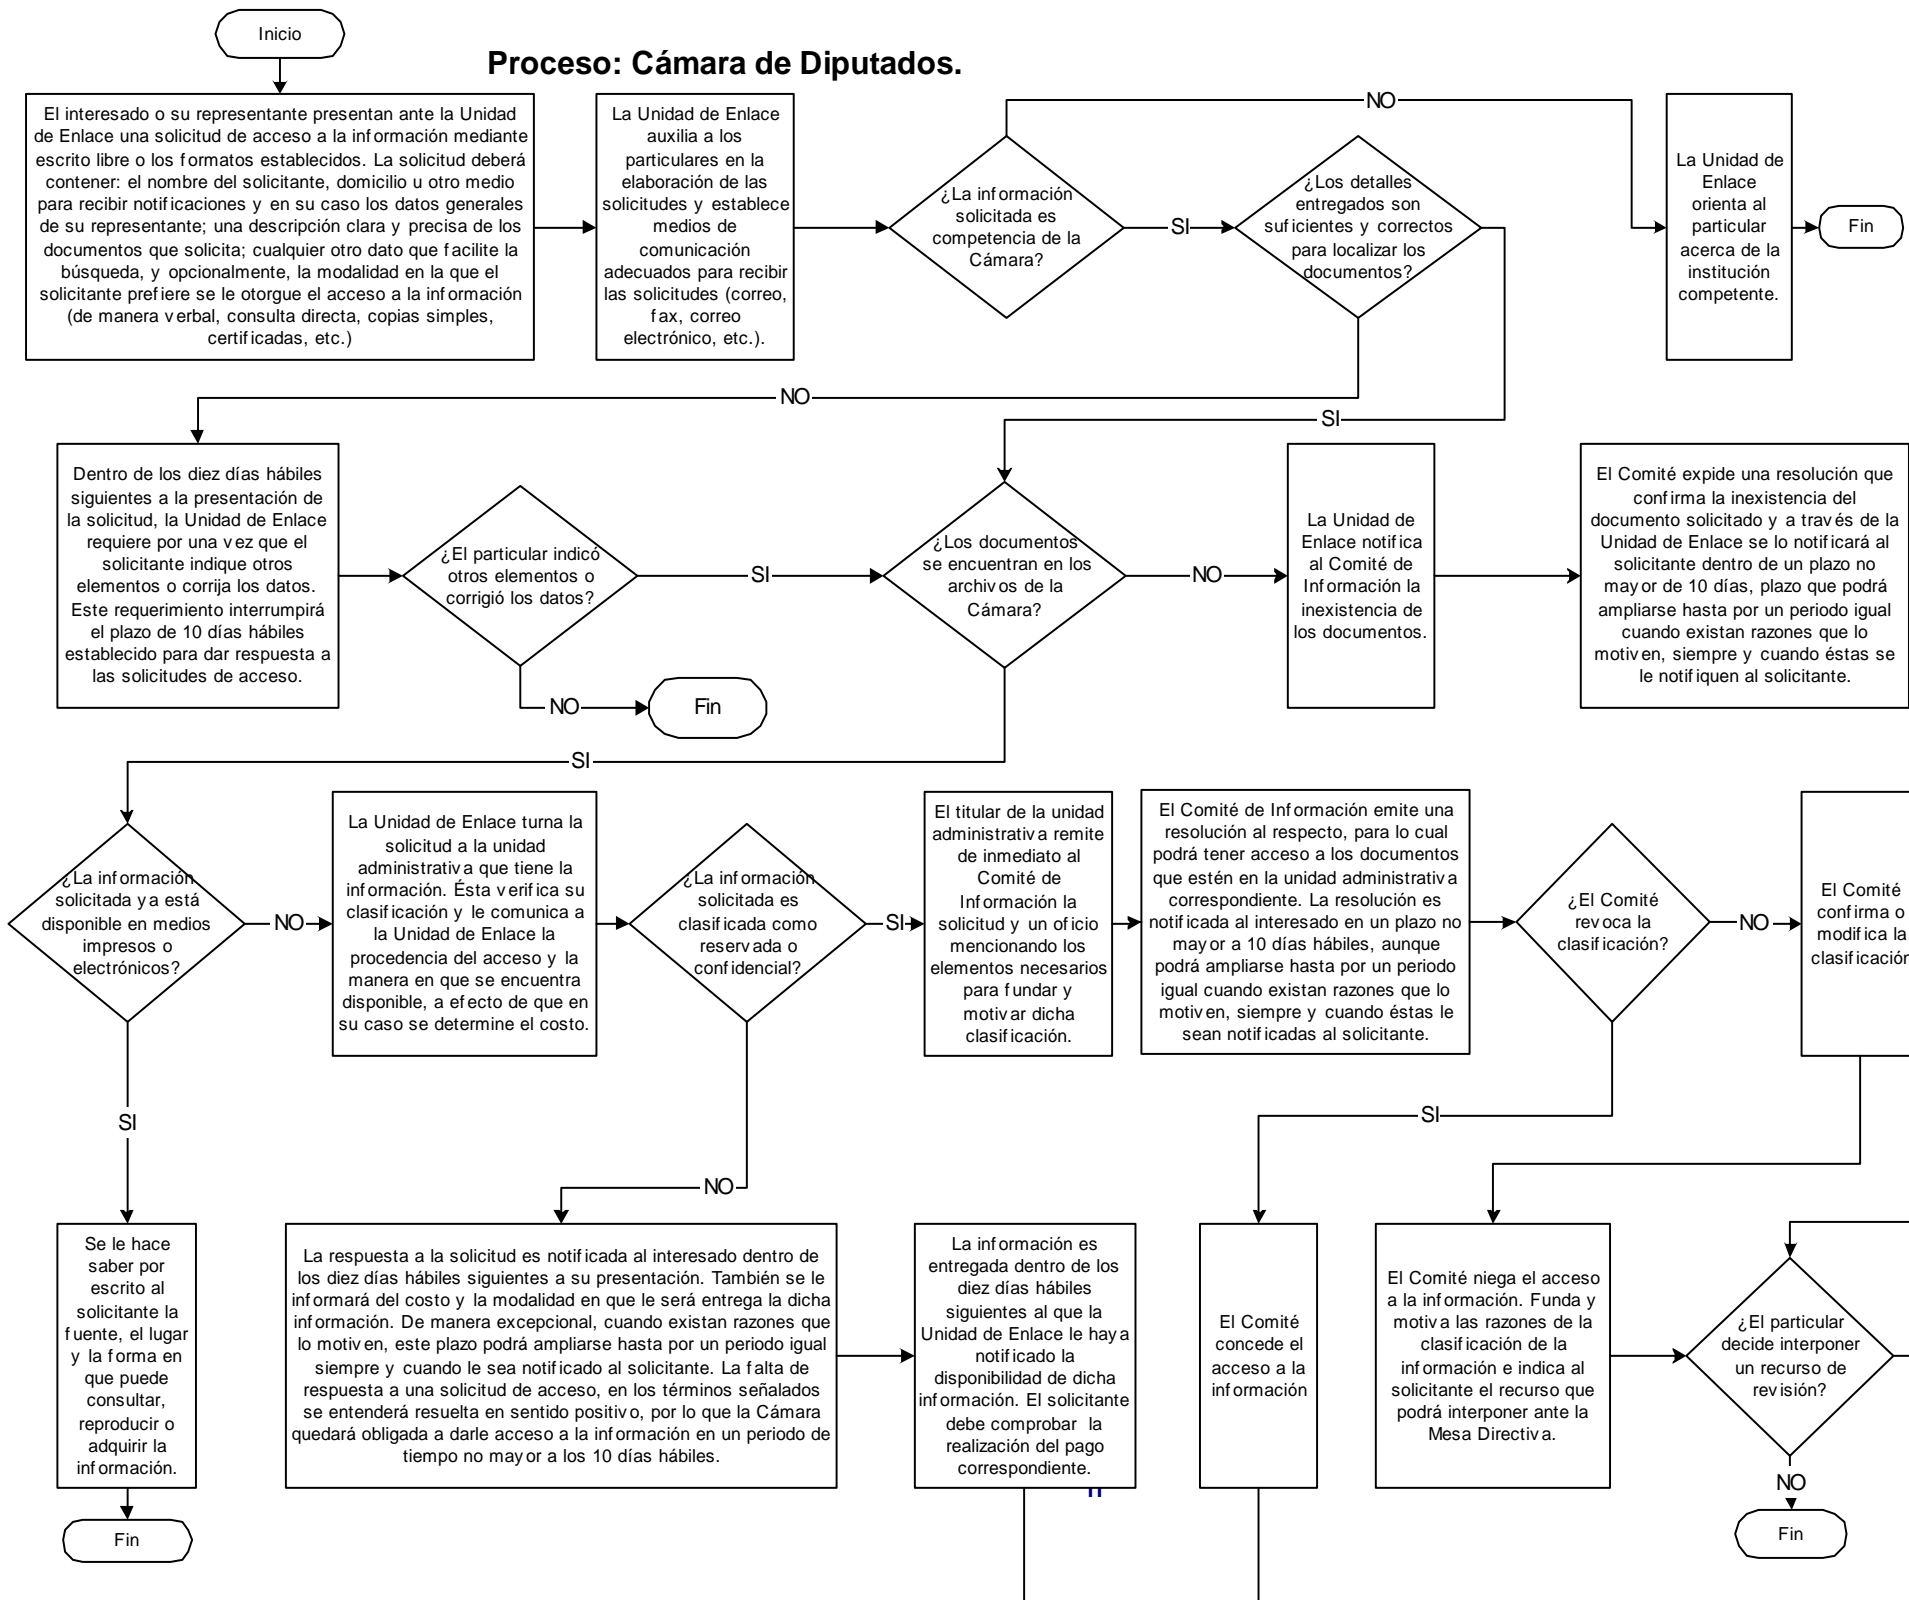 Inicio
Proceso: Cámara de Diputados.
El interesado o su representante presentan ante la Unidad
de Enlace una solicitud de acceso a la información mediante
escrito libre o los formatos establecidos. La solicitud deberá
contener: el nombre del solicitante, domicilio u otro medio
para recibir notificaciones y en su caso los datos generales
de su representante; una descripción clara y precisa de los
documentos que solicita; cualquier otro dato que facilite la
búsqueda, y opcionalmente, la modalidad en la que el
solicitante prefiere se le otorgue el acceso a la información
(de manera verbal, consulta directa, copias simples,
certificadas, etc.)
La Unidad de Enlace
auxilia a los
particulares en la
elaboración de las
solicitudes y establece
medios de
comunicación
adecuados para recibir
las solicitudes (correo,
fax, correo
electrónico, etc.).
¿La información
solicitada es
competencia de la
Cámara?
SI
NO
¿Los detalles
entregados son
suficientes y correctos
para localizar los
documentos?
La Unidad de
Enlace
orienta al
particular
acerca de la
institución
competente.
Fin
NO
SI
Dentro de los diez días hábiles
siguientes a la presentación de
la solicitud, la Unidad de Enlace
requiere por una vez que el
solicitante indique otros
elementos o corrija los datos.
Este requerimiento interrumpirá
el plazo de 10 días hábiles
establecido para dar respuesta a
las solicitudes de acceso.
¿El particular indicó
otros elementos o
corrigió los datos?
SI
NO
Fin
¿Los documentos
se encuentran en los
archivos de la
Cámara?
NO
La Unidad de
Enlace notifica
al Comité de
Información la
inexistencia de
los documentos.
El Comité expide una resolución que
confirma la inexistencia del
documento solicitado y a través de la
Unidad de Enlace se lo notificará al
solicitante dentro de un plazo no
mayor de 10 días, plazo que podrá
ampliarse hasta por un periodo igual
cuando existan razones que lo
motiven, siempre y cuando éstas se
le notifiquen al solicitante.
SI
¿La información
solicitada ya está
disponible en medios
impresos o
electrónicos?
NO
La Unidad de Enlace turna la
solicitud a la unidad
administrativa que tiene la
información. Ésta verifica su
clasificación y le comunica a
la Unidad de Enlace la
procedencia del acceso y la
manera en que se encuentra
disponible, a efecto de que en
su caso se determine el costo.
¿La información
solicitada es
clasificada como
reservada o
confidencial?
SI
El titular de la unidad
administrativa remite
de inmediato al
Comité de
Información la
solicitud y un oficio
mencionando los
elementos necesarios
para fundar y
motivar dicha
clasificación.
El Comité de Información emite una
resolución al respecto, para lo cual
podrá tener acceso a los documentos
que estén en la unidad administrativa
correspondiente. La resolución es
notificada al interesado en un plazo no
mayor a 10 días hábiles, aunque
podrá ampliarse hasta por un periodo
igual cuando existan razones que lo
motiven, siempre y cuando éstas le
sean notificadas al solicitante.
¿El Comité
revoca la
clasificación?
NO
El Comité
confirma o
modifica la
clasificación
SI
SI
NO
Se le hace
saber por
escrito al
solicitante la
fuente, el lugar
y la forma en
que puede
consultar,
reproducir o
adquirir la
información.
Fin
La respuesta a la solicitud es notificada al interesado dentro de
los diez días hábiles siguientes a su presentación. También se le
informará del costo y la modalidad en que le será entrega la dicha
información. De manera excepcional, cuando existan razones que
lo motiven, este plazo podrá ampliarse hasta por un periodo igual
siempre y cuando le sea notificado al solicitante. La falta de
respuesta a una solicitud de acceso, en los términos señalados
se entenderá resuelta en sentido positivo, por lo que la Cámara
quedará obligada a darle acceso a la información en un periodo de
tiempo no mayor a los 10 días hábiles.
La información es
entregada dentro de los
diez días hábiles
siguientes al que la
Unidad de Enlace le haya
notificado la
disponibilidad de dicha
información. El solicitante
debe comprobar la
realización del pago
correspondiente.
El Comité
concede el
acceso a la
información
El Comité niega el acceso
a la información. Funda y
motiva las razones de la
clasificación de la
información e indica al
solicitante el recurso que
podrá interponer ante la
Mesa Directiva.
¿El particular
decide interponer
un recurso de
revisión?
NO
Fin